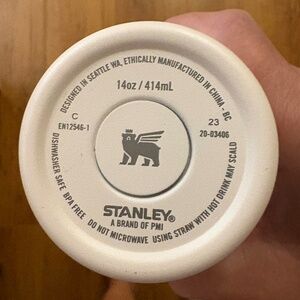 DESIGNED IN SEATTLE WA, ETHICALLY MANUFACTURED IN CHINA - BC
14oz / 414mL
C
EN12546-1
23
20-03406
STANLEY®
A BRAND OF PMI
DISHWASHER SAFE BPA FREE DO NOT MICROWAVE USING STRAW WITH HOT DRINK MAY SCALD